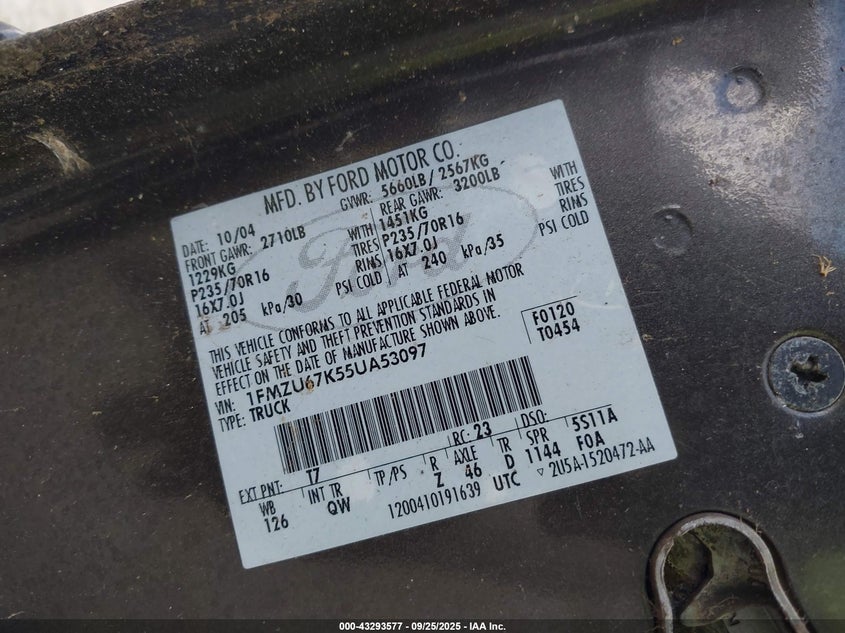 MFD. BY FORD MOTOR CO.
DATE: 10/04 GVWR: 5660LB / 2567KG
FRONT GAWR: 2710LB REAR GAWR: 3200LB
1229KG WITH 1451KG WITH
P235/70R16 TIRES P235/70R16 TIRES
16X7.0J RINS 16X7.0J RINS
AT 205 kPa/30 PSI COLD AT 240 kPa/35 PSI COLD
Ford
THIS VEHICLE CONFORMS TO ALL APPLICABLE FEDERAL MOTOR
VEHICLE SAFETY AND THEFT PREVENTION STANDARDS IN
EFFECT ON THE DATE OF MANUFACTURE SHOWN ABOVE.
F0120
T0454
VIN: 1FMZU67K55UA53097
TYPE: TRUCK
EXT PNT: T7 RC: 23 DSO:
WB INT TR TP/PS R AXLE TR SPR 5S11A
126 QW Z 46 D 1144 F0A
1200410191639 UTC ▽ 2U5A-1520472-AA
000-43293577 - 09/25/2025 - IAA Inc.